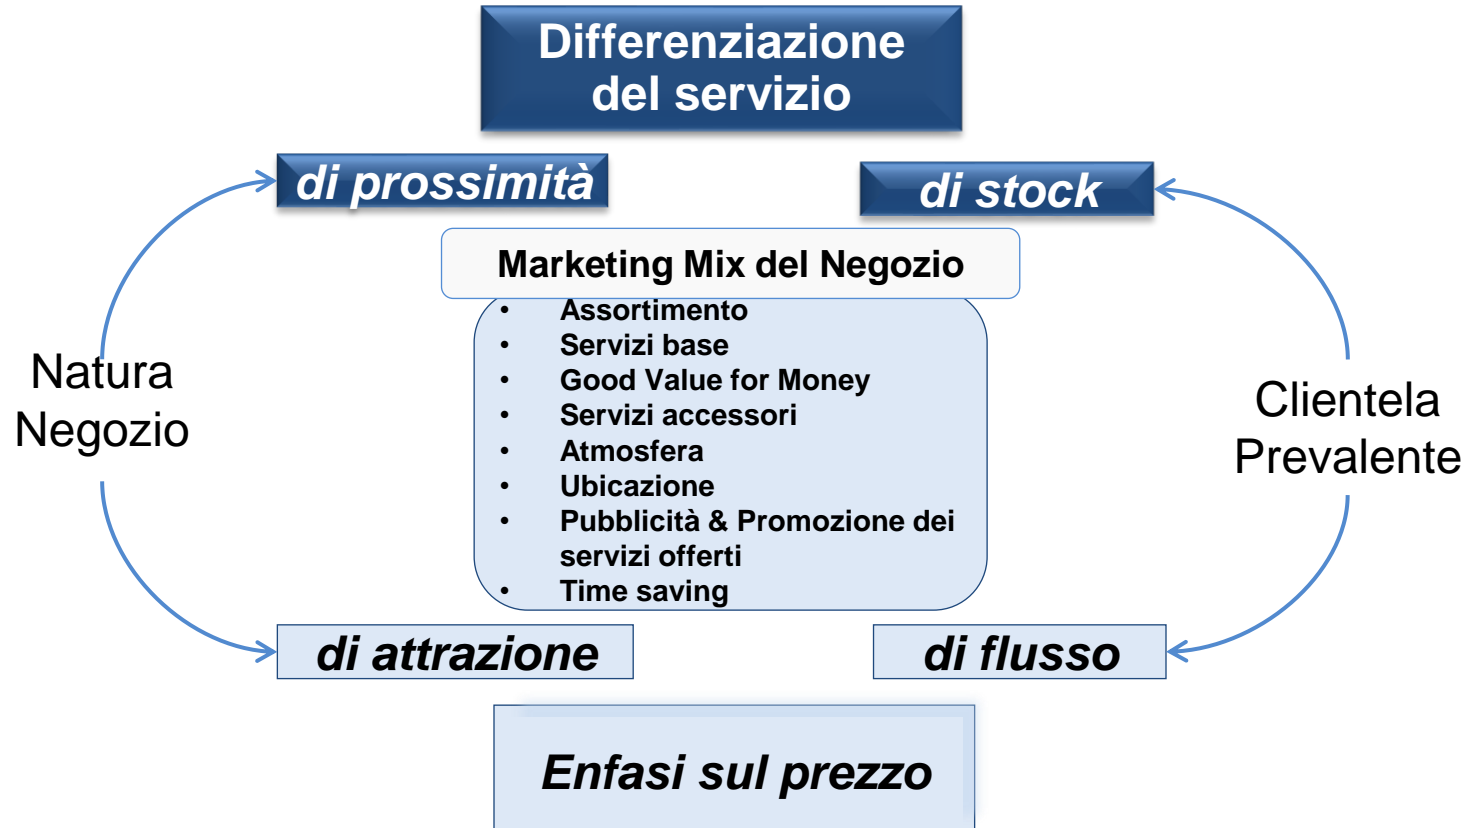 Differenziazione
del servizio
di prossimità
di stock
Marketing Mix del Negozio
• Assortimento
• Servizi base
• Good Value for Money
• Servizi accessori
• Atmosfera
• Ubicazione
• Pubblicità & Promozione dei
servizi offerti
• Time saving
Natura
Negozio
Clientela
Prevalente
di attrazione
di flusso
Enfasi sul prezzo